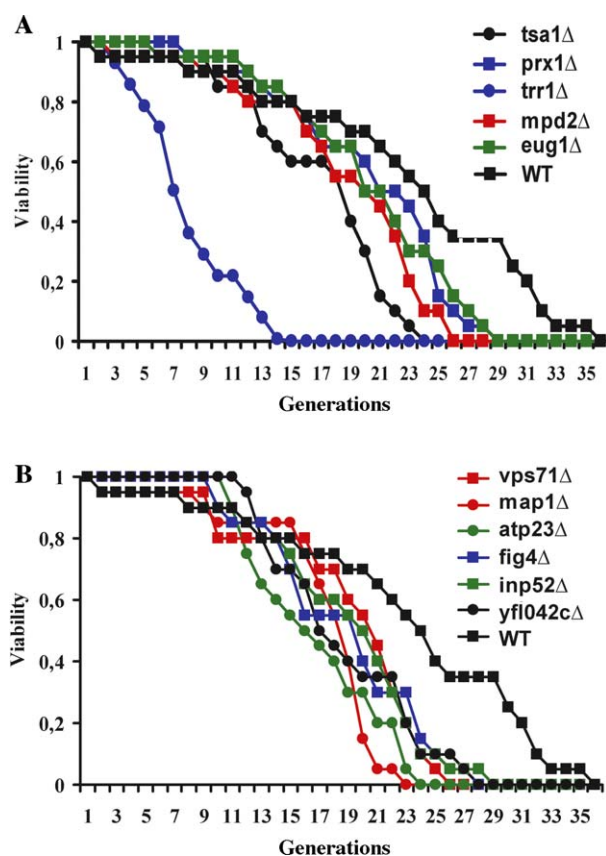 A
tsa1Δ
prx1Δ
trr1Δ
mpd2Δ
eug1Δ
WT
Viability
1
0,8
0,6
0,4
0,2
0
1 3 5 7 9 11 13 15 17 19 21 23 25 27 29 31 33 35
Generations
B
vps71Δ
map1Δ
atp23Δ
fig4Δ
inp52Δ
yfl042cΔ
WT
Viability
1
0,8
0,6
0,4
0,2
0
1 3 5 7 9 11 13 15 17 19 21 23 25 27 29 31 33 35
Generations